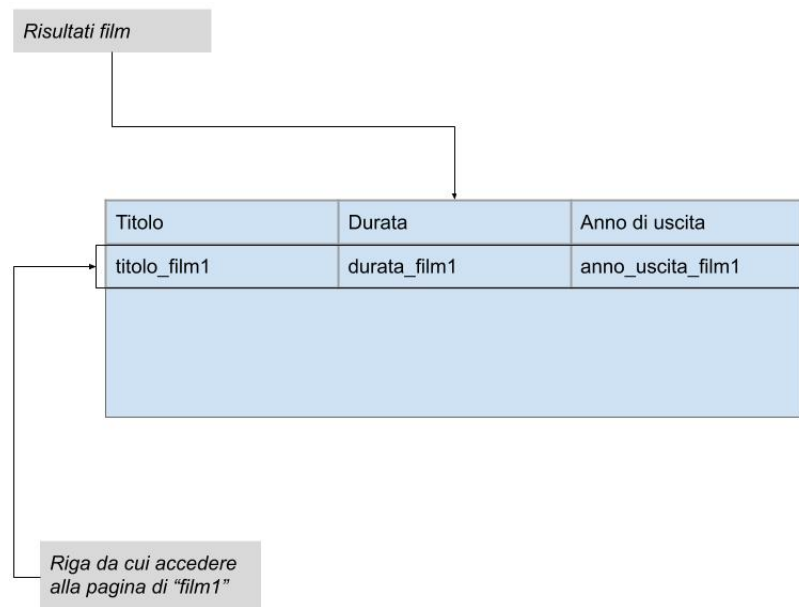 Risultati film
Titolo Durata Anno di uscita
titolo_film1 durata_film1 anno_uscita_film1
Riga da cui accedere
alla pagina di “film1”